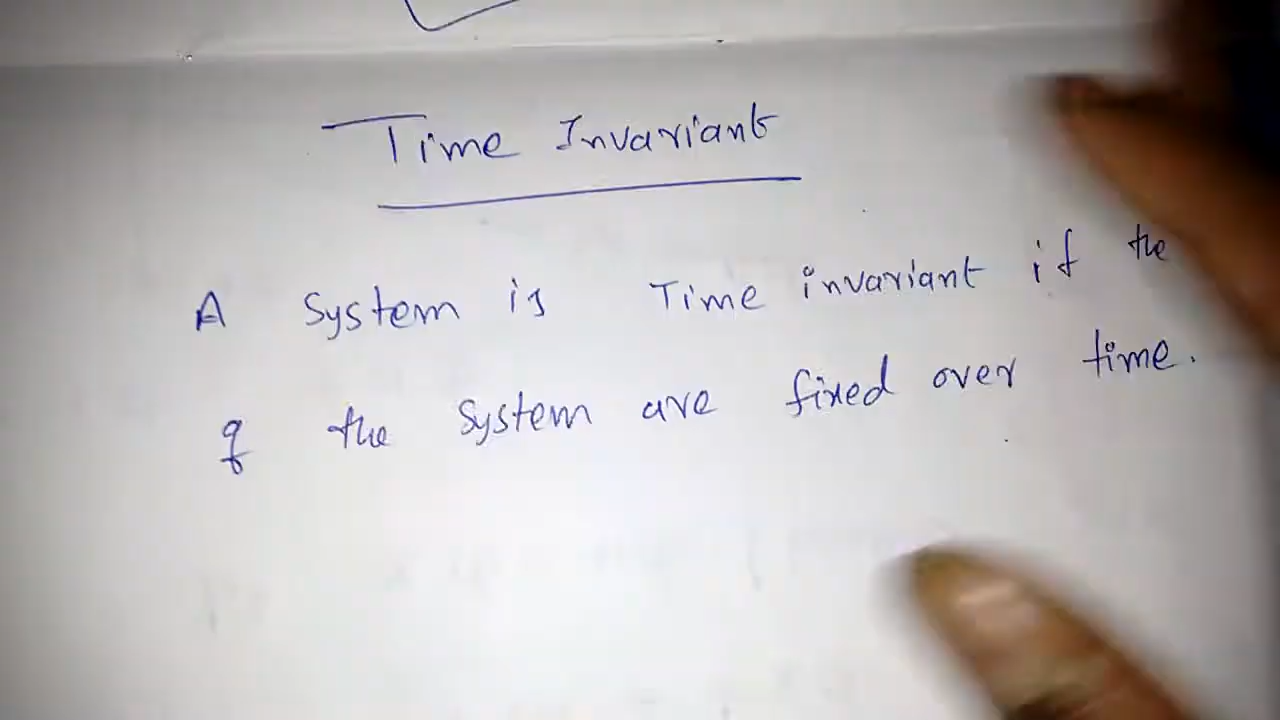 Time Invariant
A System is Time invariant if the
of the system are fixed over time.